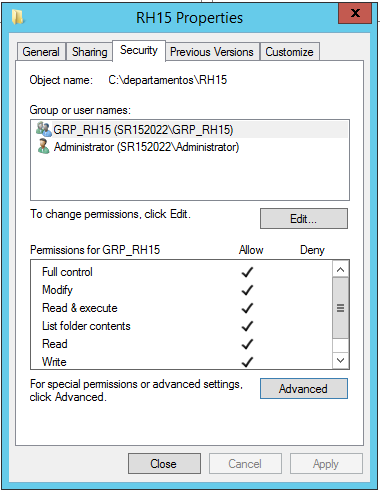 RH15 Properties
x
General Sharing Security Previous Versions Customize
Object name: C:\departamentos\RH15
Group or user names:
GRP_RH15 (SR152022\GRP_RH15)
Administrator (SR152022\Administrator)
To change permissions, click Edit.
Edit...
Permissions for GRP_RH15 Allow Deny
Full control
Modify
Read & execute
List folder contents
Read
Write
For special permissions or advanced settings,
click Advanced.
Advanced
Close Cancel Apply